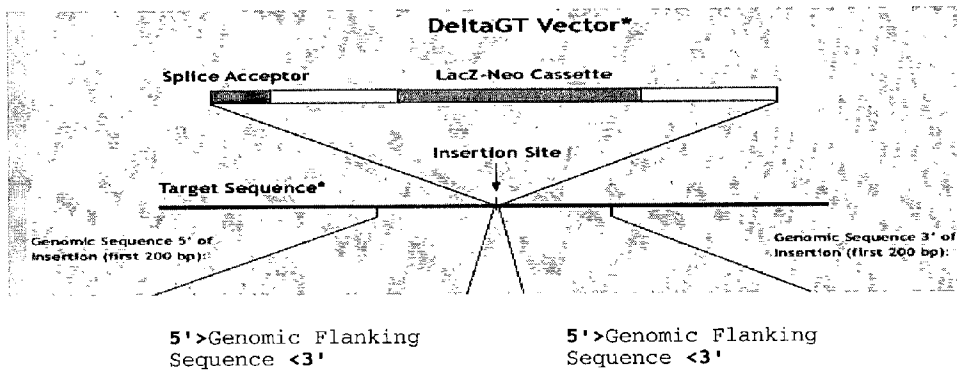 DeltaGT Vector*
Splice Acceptor
LacZ-Neo Cassette
Insertion Site
Target Sequence*
Genomic Sequence 5' of
Insertion (first 200 bp):
Genomic Sequence 3' of
Insertion (first 200 bp):
5'>Genomic Flanking
Sequence <3'
5'>Genomic Flanking
Sequence <3'